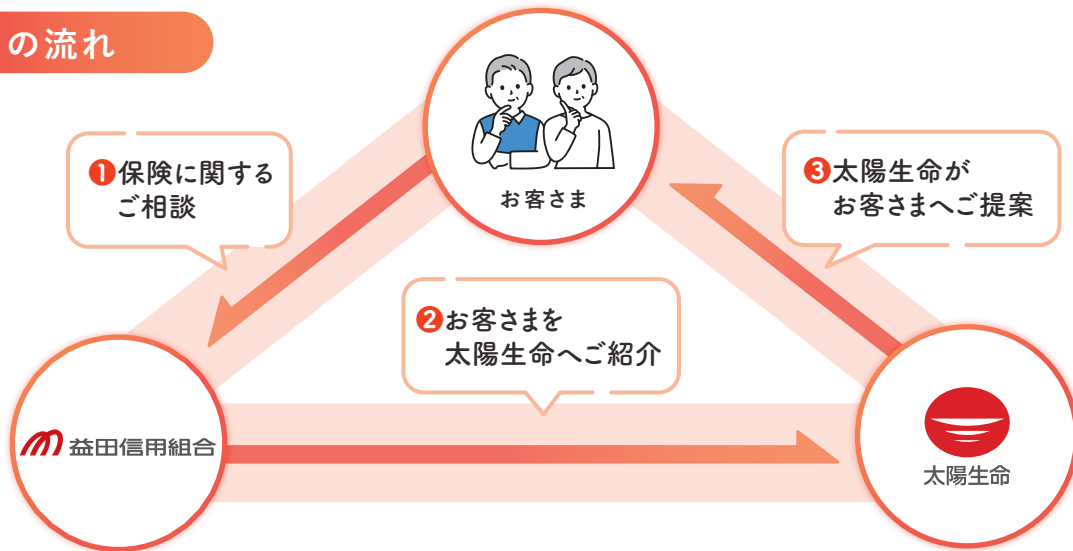 の流れ
お客さま
❶保険に関する
ご相談
❸太陽生命が
お客さまへご提案
❷お客さまを
太陽生命へご紹介
益田信用組合
太陽生命